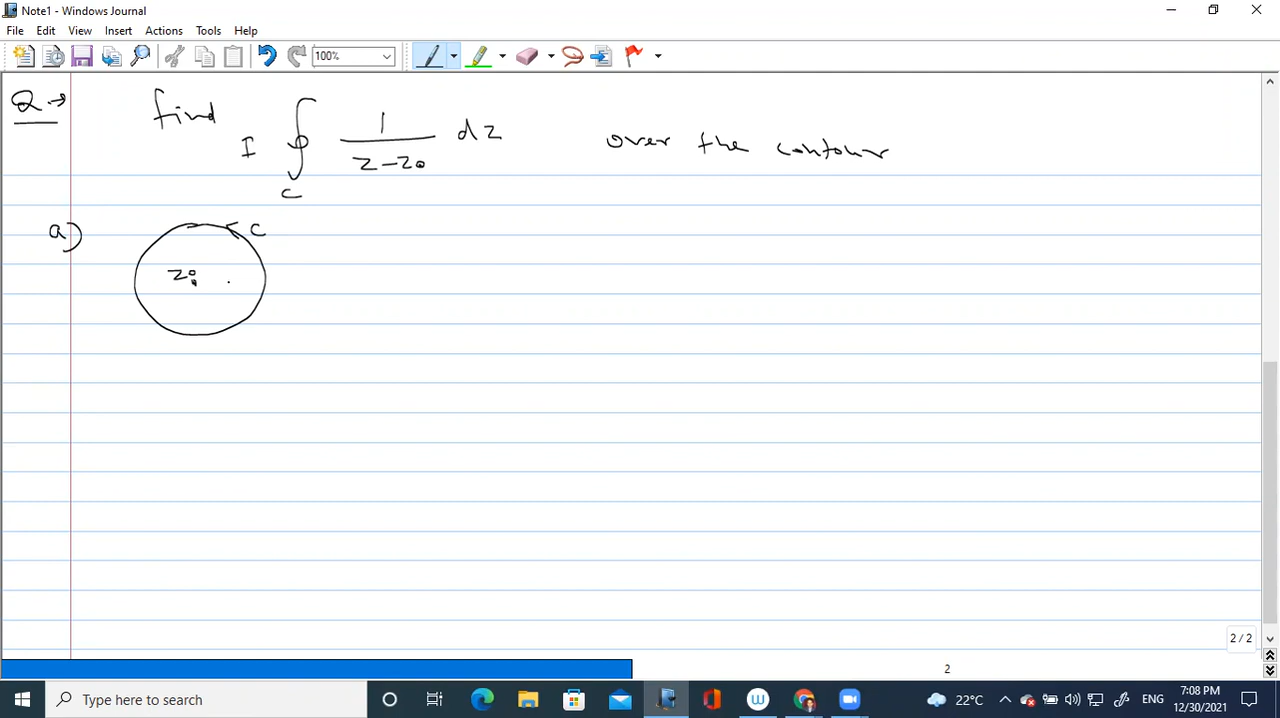 Note1 - Windows Journal
File Edit View Insert Actions Tools Help
100%
Q → find
I ∮ 1 dz over the contour
z-z₀
c
a) c
z₀
2 / 2
2
Type here to search
W
22°C ENG 7:08 PM
12/30/2021